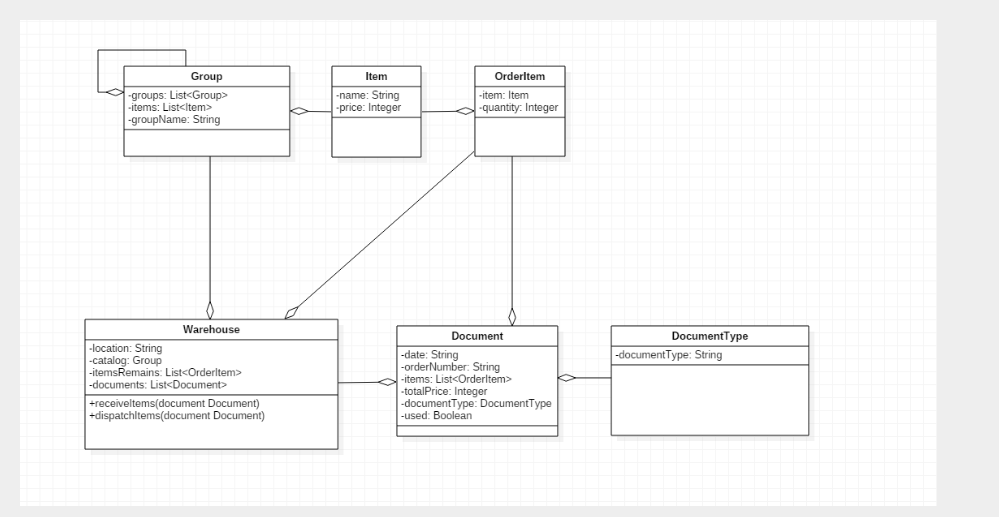 Group
-groups: List<Group>
-items: List<Item>
-groupName: String
Item
-name: String
-price: Integer
OrderItem
-item: Item
-quantity: Integer
Warehouse
-location: String
-catalog: Group
-itemsRemains: List<OrderItem>
-documents: List<Document>
+receiveItems(document Document)
+dispatchItems(document Document)
Document
-date: String
-orderNumber: String
-items: List<OrderItem>
-totalPrice: Integer
-documentType: DocumentType
-used: Boolean
DocumentType
-documentType: String